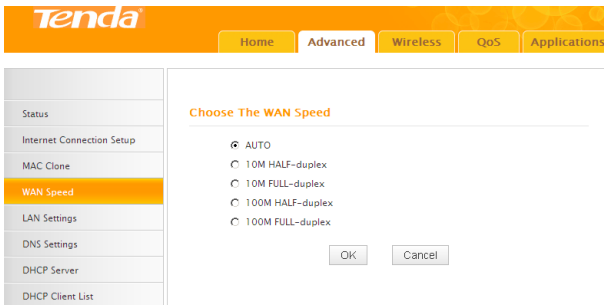 Tenda
Home Advanced Wireless QoS Applications
Status
Internet Connection Setup
MAC Clone
WAN Speed
LAN Settings
DNS Settings
DHCP Server
DHCP Client List
Choose The WAN Speed
AUTO
10M HALF-duplex
10M FULL-duplex
100M HALF-duplex
100M FULL-duplex
OK Cancel